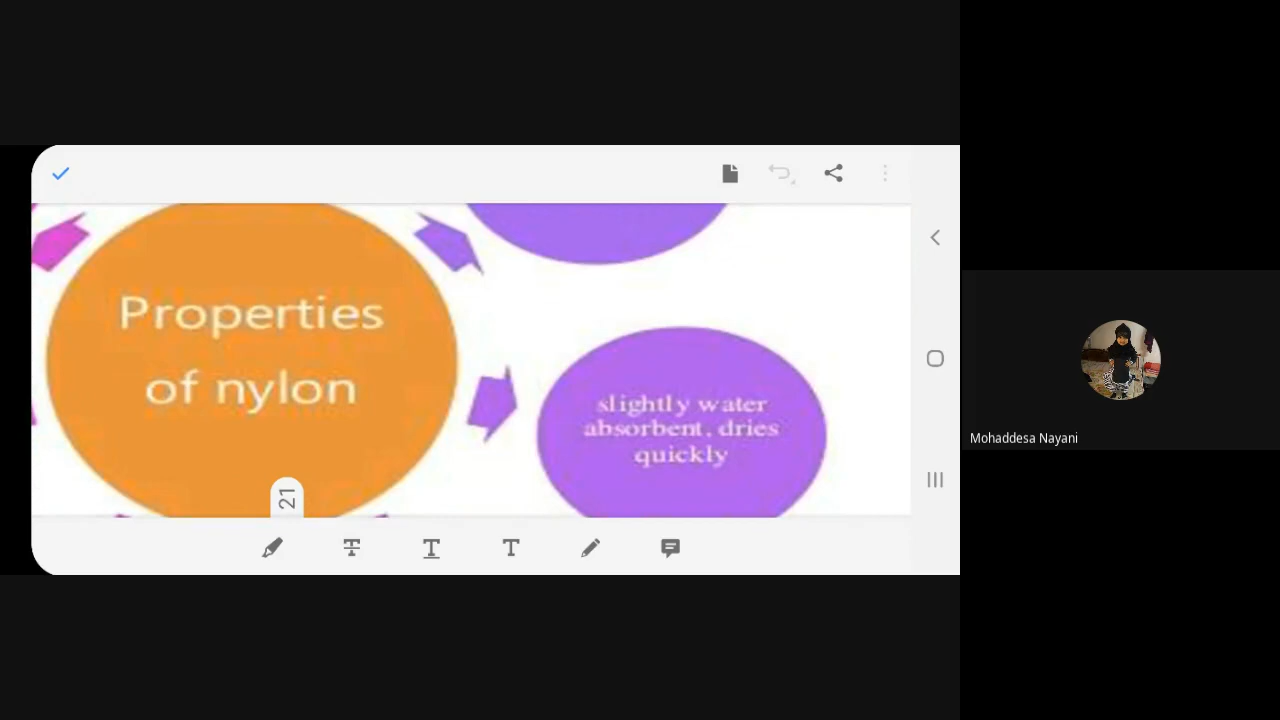 Properties
of nylon
slightly water
absorbent, dries
quickly
21
T
T
T
Mohaddesa Nayani